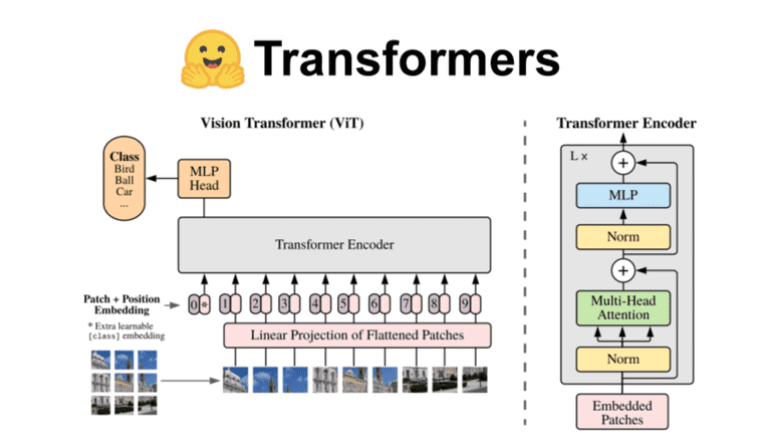 Transformers
Vision Transformer (ViT)
Class
Bird
Ball
Car
...
MLP
Head
Transformer Encoder
Patch + Position
Embedding
0 * 1 2 3 4 5 6 7 8 9
* Extra learnable
[class] embedding
Linear Projection of Flattened Patches
Transformer Encoder
L ×
+
MLP
Norm
+
Multi-Head
Attention
Norm
Embedded
Patches